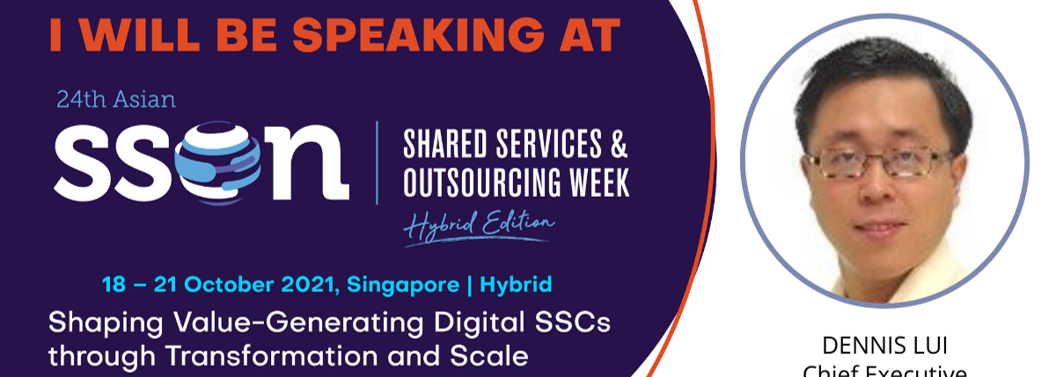 I WILL BE SPEAKING AT
24th Asian
sson
SHARED SERVICES &
OUTSOURCING WEEK
Hybrid Edition
18 – 21 October 2021, Singapore | Hybrid
Shaping Value-Generating Digital SSCs
through Transformation and Scale
DENNIS LUI
Chief Executive